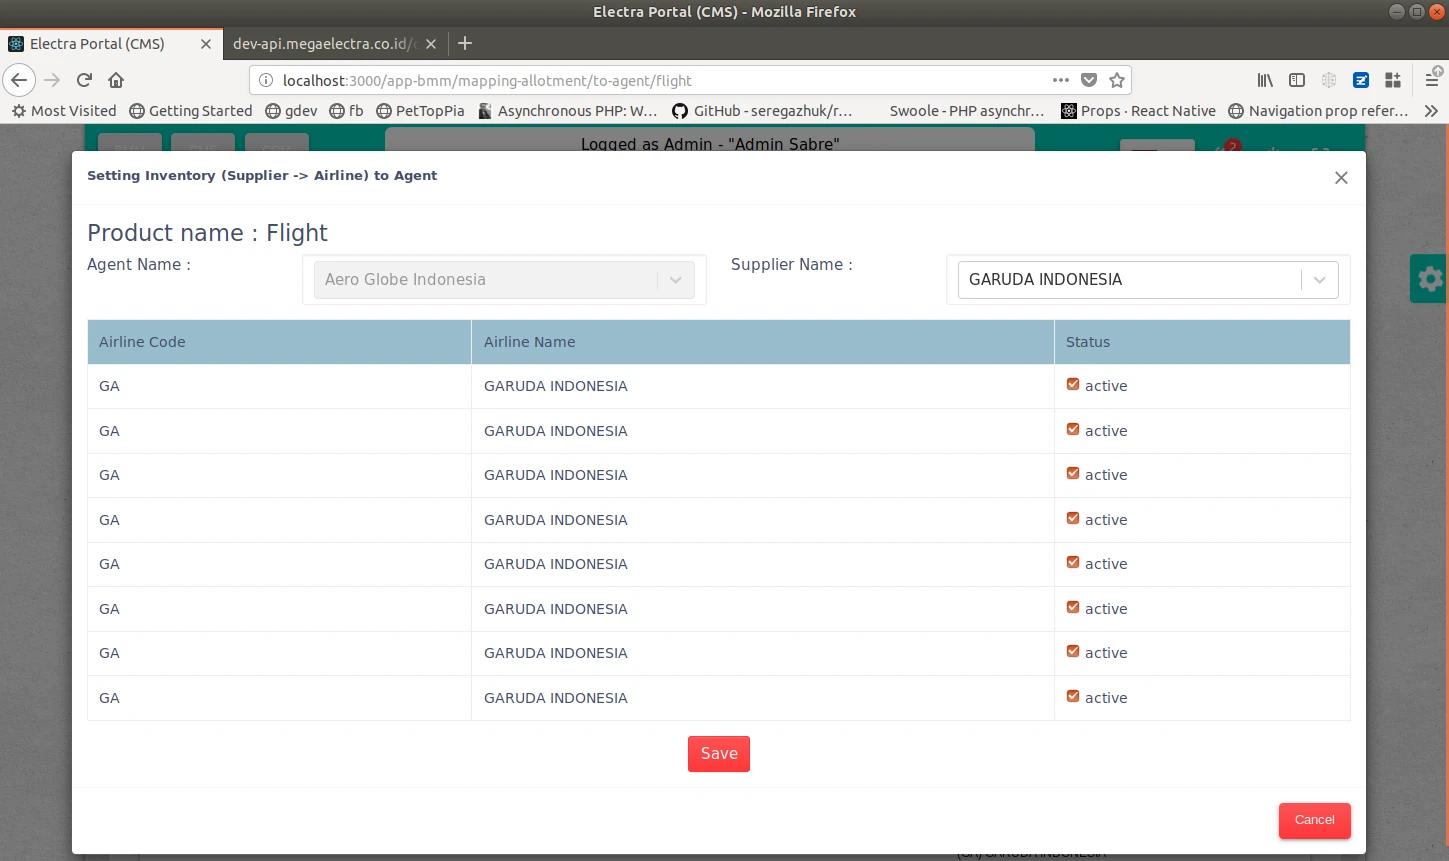 Electra Portal (CMS) - Mozilla Firefox
Electra Portal (CMS)
dev-api.megaelectra.co.id/
localhost:3000/app-bmm/mapping-allotment/to-agent/flight
Most Visited Getting Started gdev fb PetTopPia Asynchronous PHP: W... GitHub - seregazhuk/r... Swoole - PHP asynchr... Props · React Native Navigation prop refer...
Logged as Admin - "Admin Sabre"
2
Setting Inventory (Supplier -> Airline) to Agent
Product name : Flight
Agent Name : Aero Globe Indonesia Supplier Name : GARUDA INDONESIA
Airline Code Airline Name Status
GA GARUDA INDONESIA active
GA GARUDA INDONESIA active
GA GARUDA INDONESIA active
GA GARUDA INDONESIA active
GA GARUDA INDONESIA active
GA GARUDA INDONESIA active
GA GARUDA INDONESIA active
GA GARUDA INDONESIA active
Save
Cancel
(GA) GARUDA INDONESIA